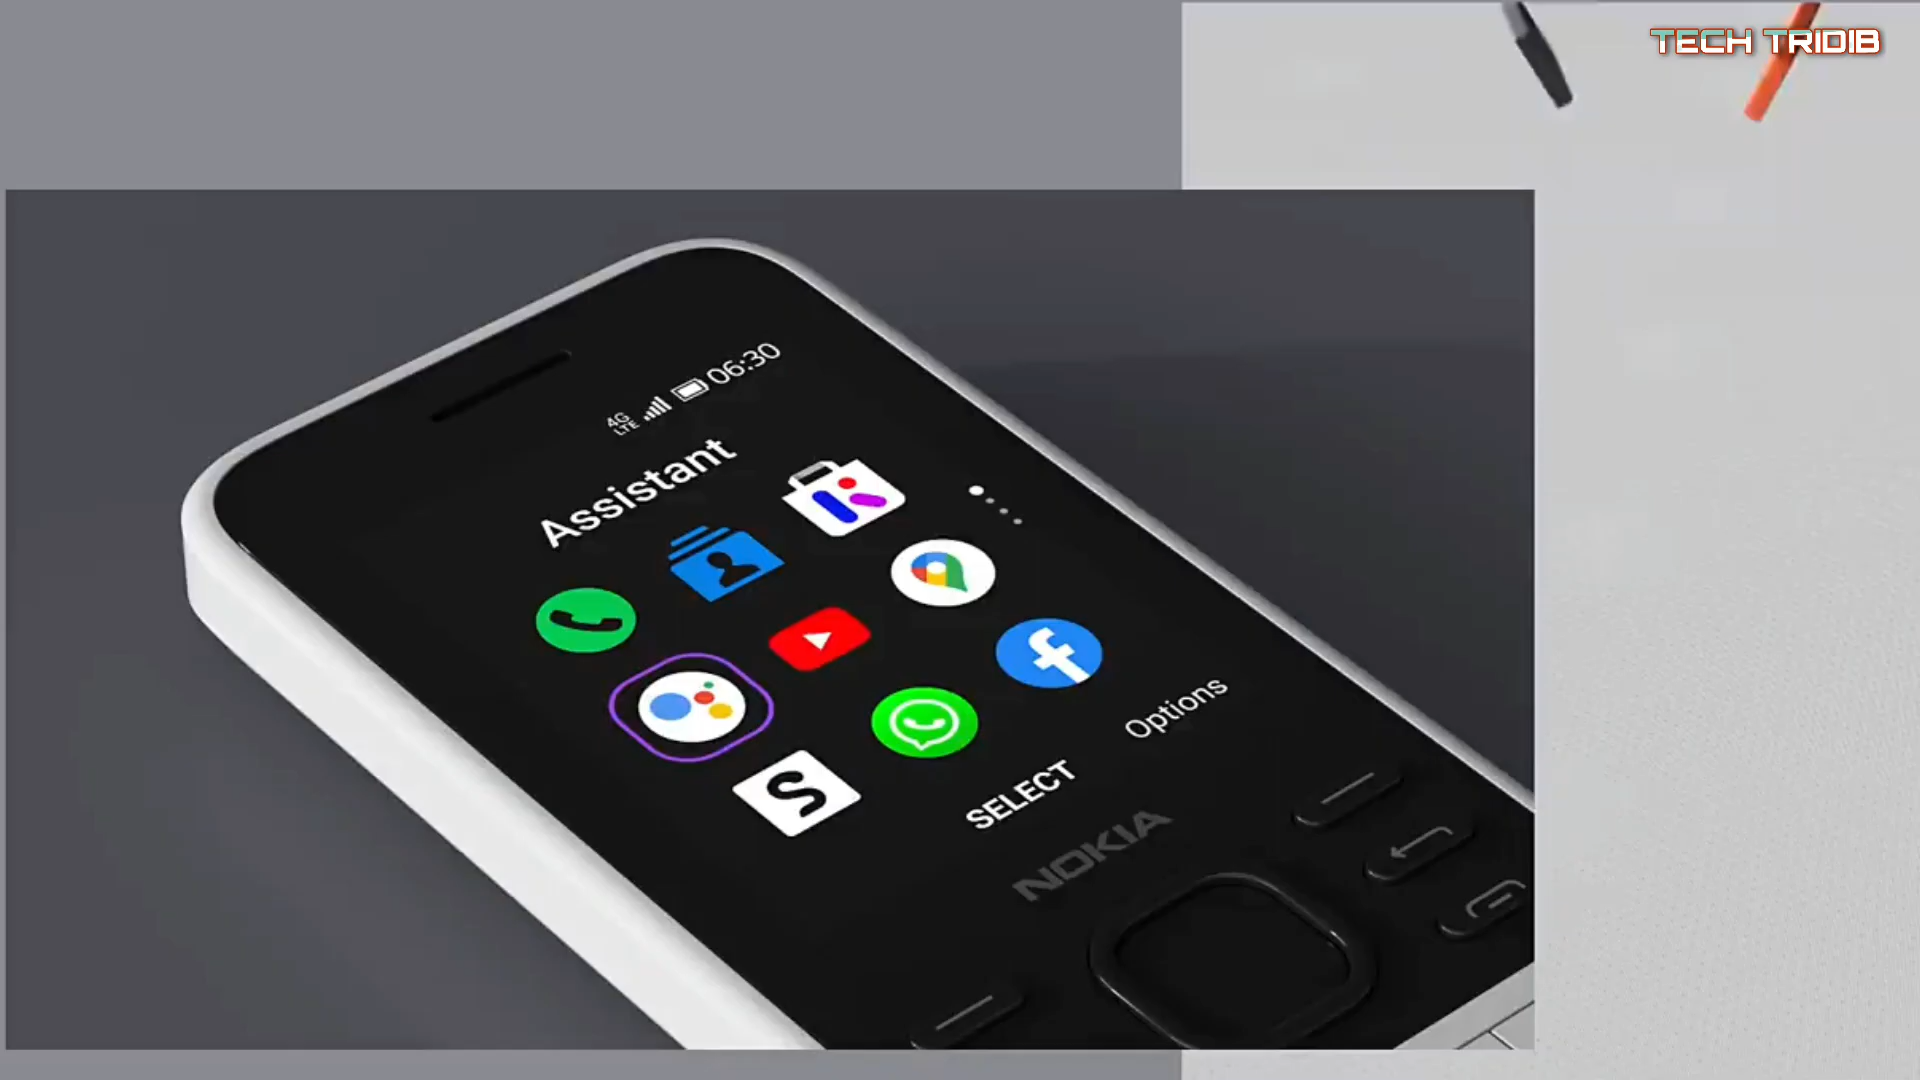 TECH TRIDIB
4G
LTE
06:30
Assistant
Options
SELECT
NOKIA